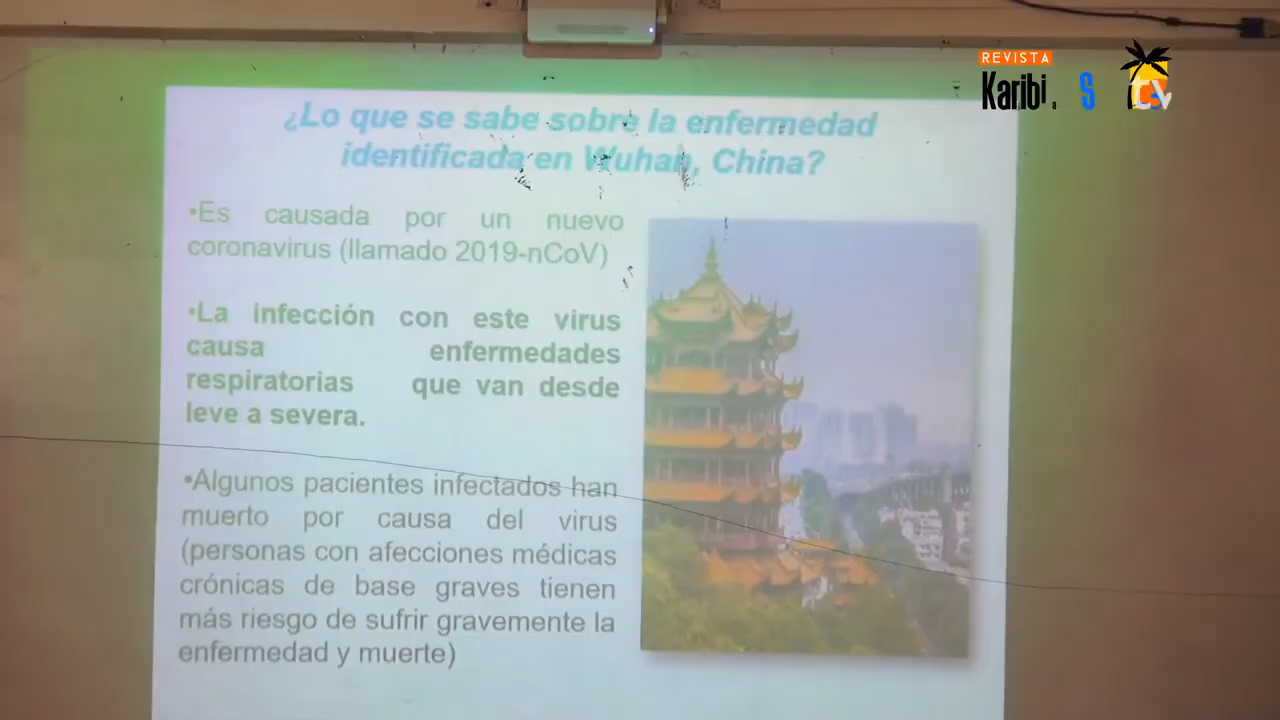 REVISTA
Karibi a S
tv
¿Lo que se sabe sobre la enfermedad
identificada en Wuhan, China?
•Es causada por un nuevo
coronavirus (llamado 2019-nCoV)
•La infección con este virus
causa enfermedades
respiratorias que van desde
leve a severa.
•Algunos pacientes infectados han
muerto por causa del virus
(personas con afecciones médicas
crónicas de base graves tienen
más riesgo de sufrir gravemente la
enfermedad y muerte)